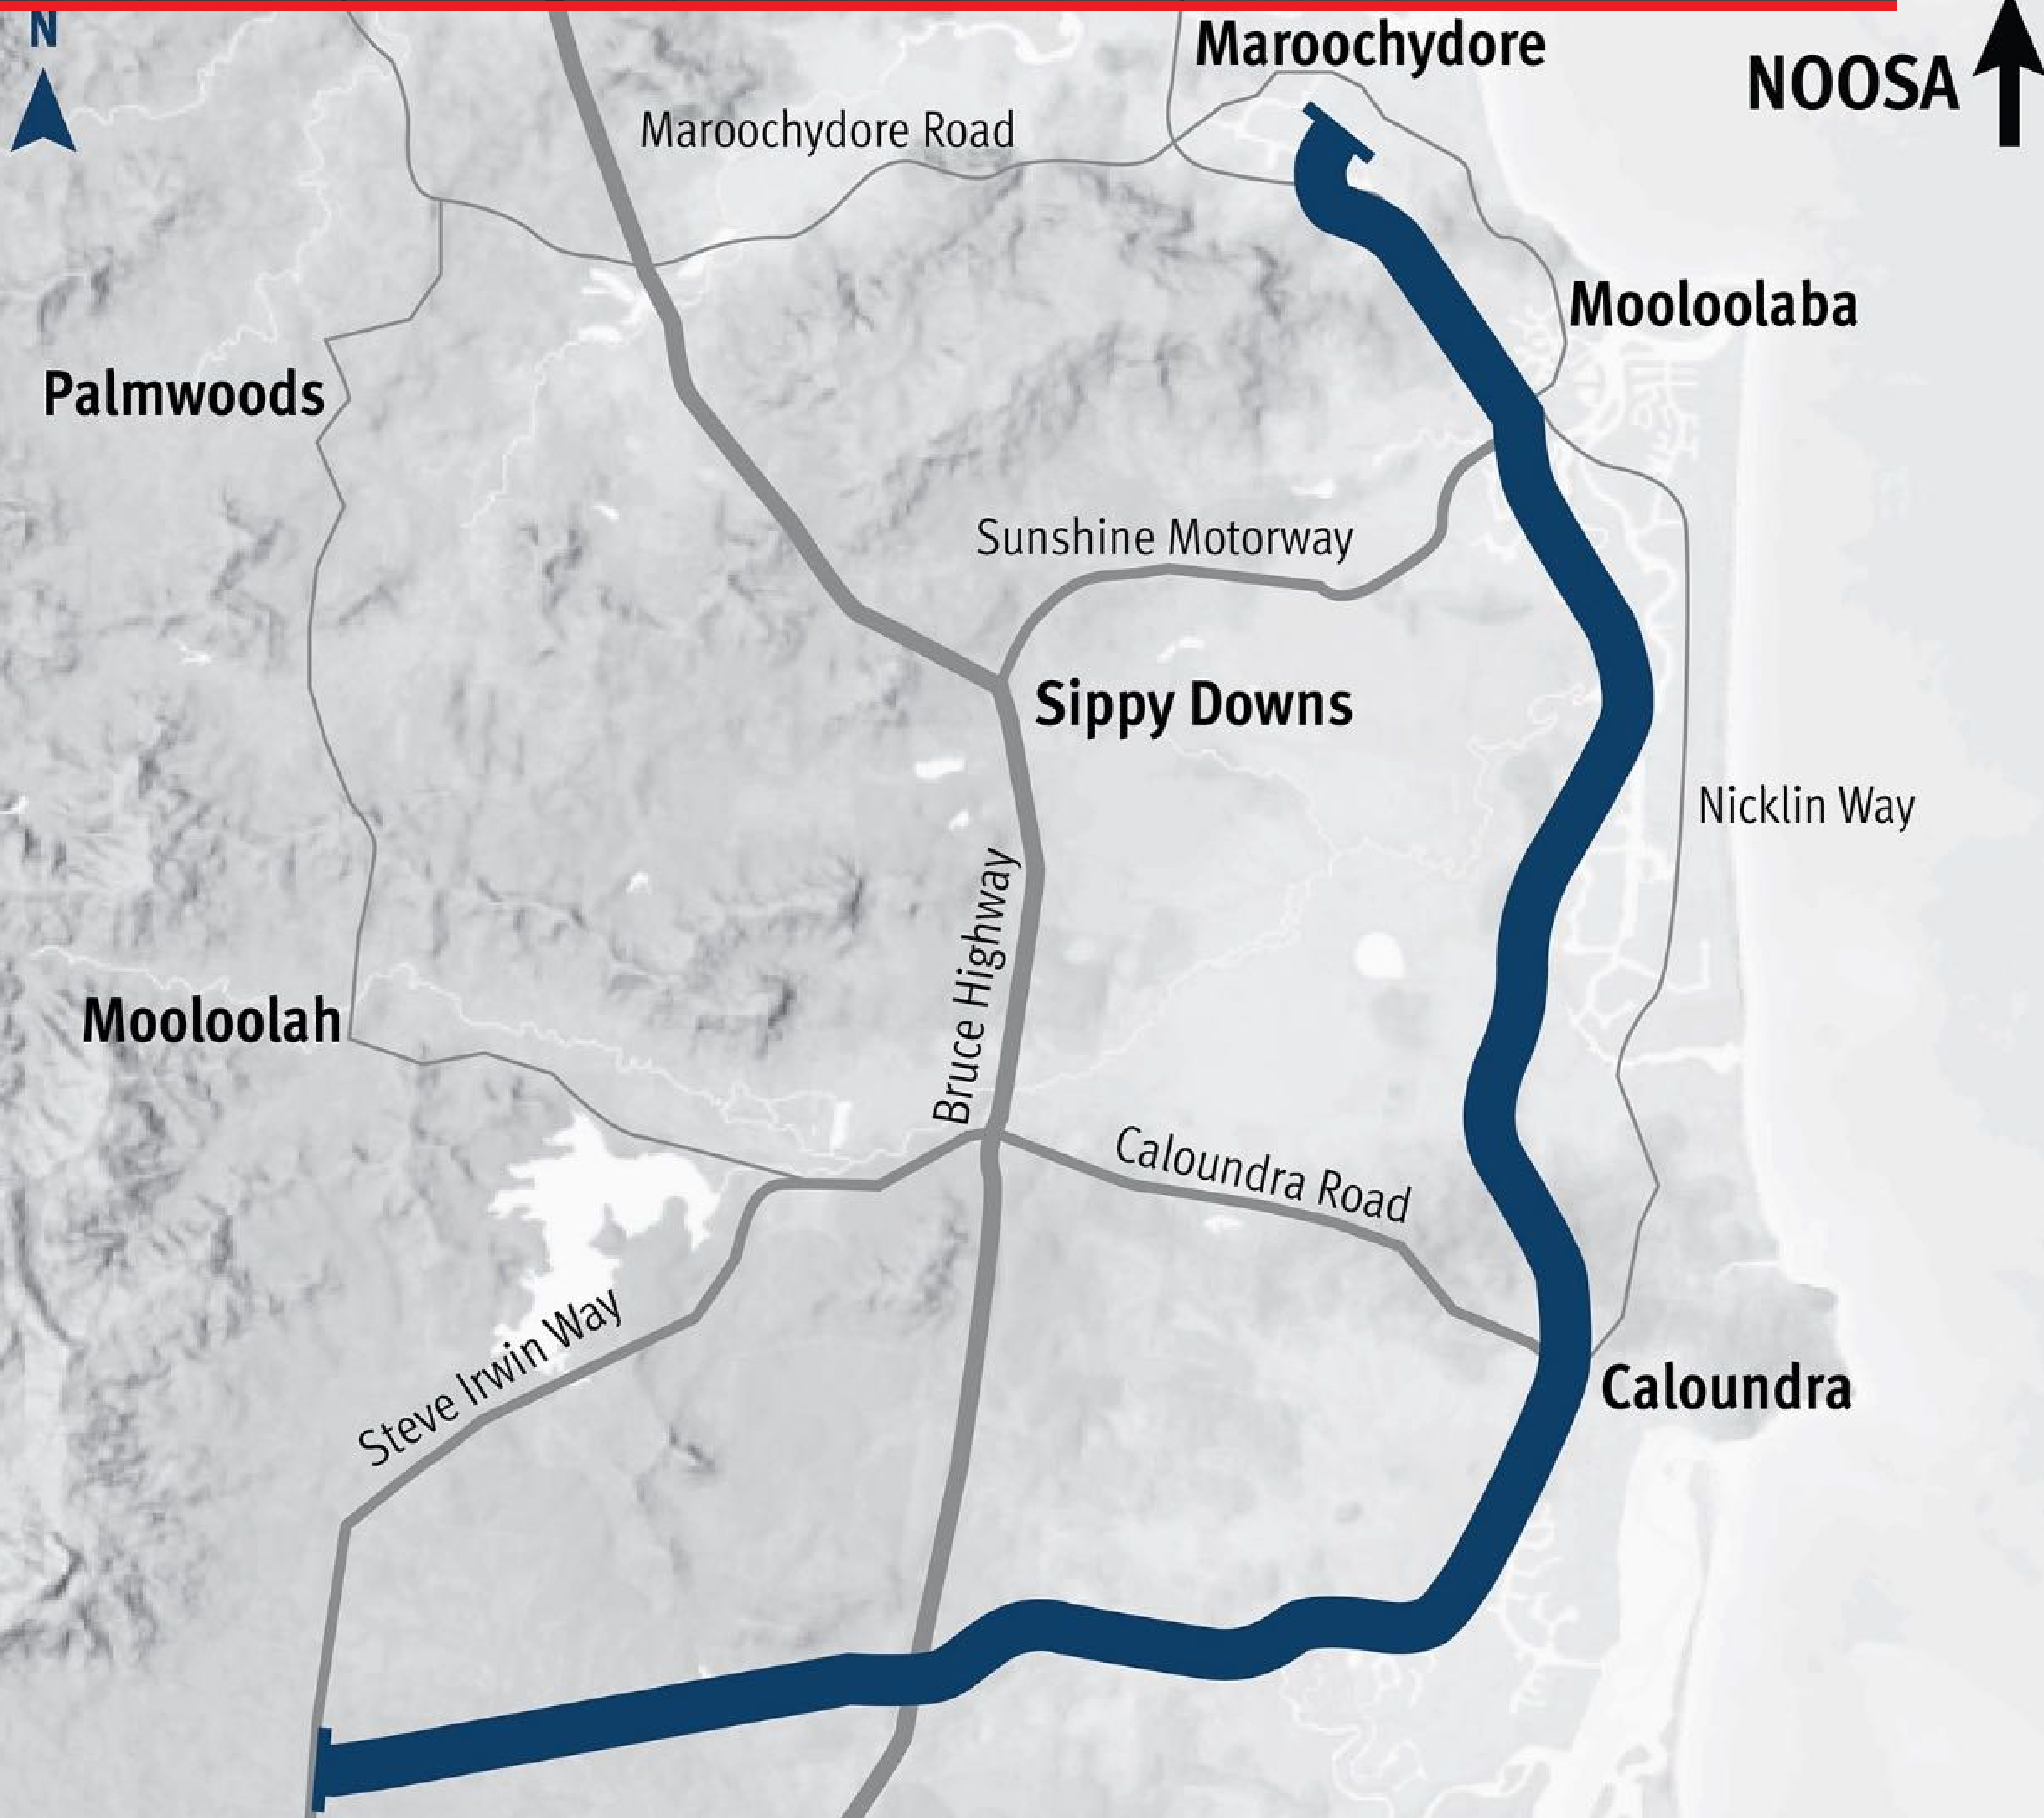 N
Maroochydore
NOOSA
Maroochydore Road
Mooloolaba
Palmwoods
Sunshine Motorway
Sippy Downs
Nicklin Way
Bruce Highway
Mooloolah
Caloundra Road
Steve Irwin Way
Caloundra